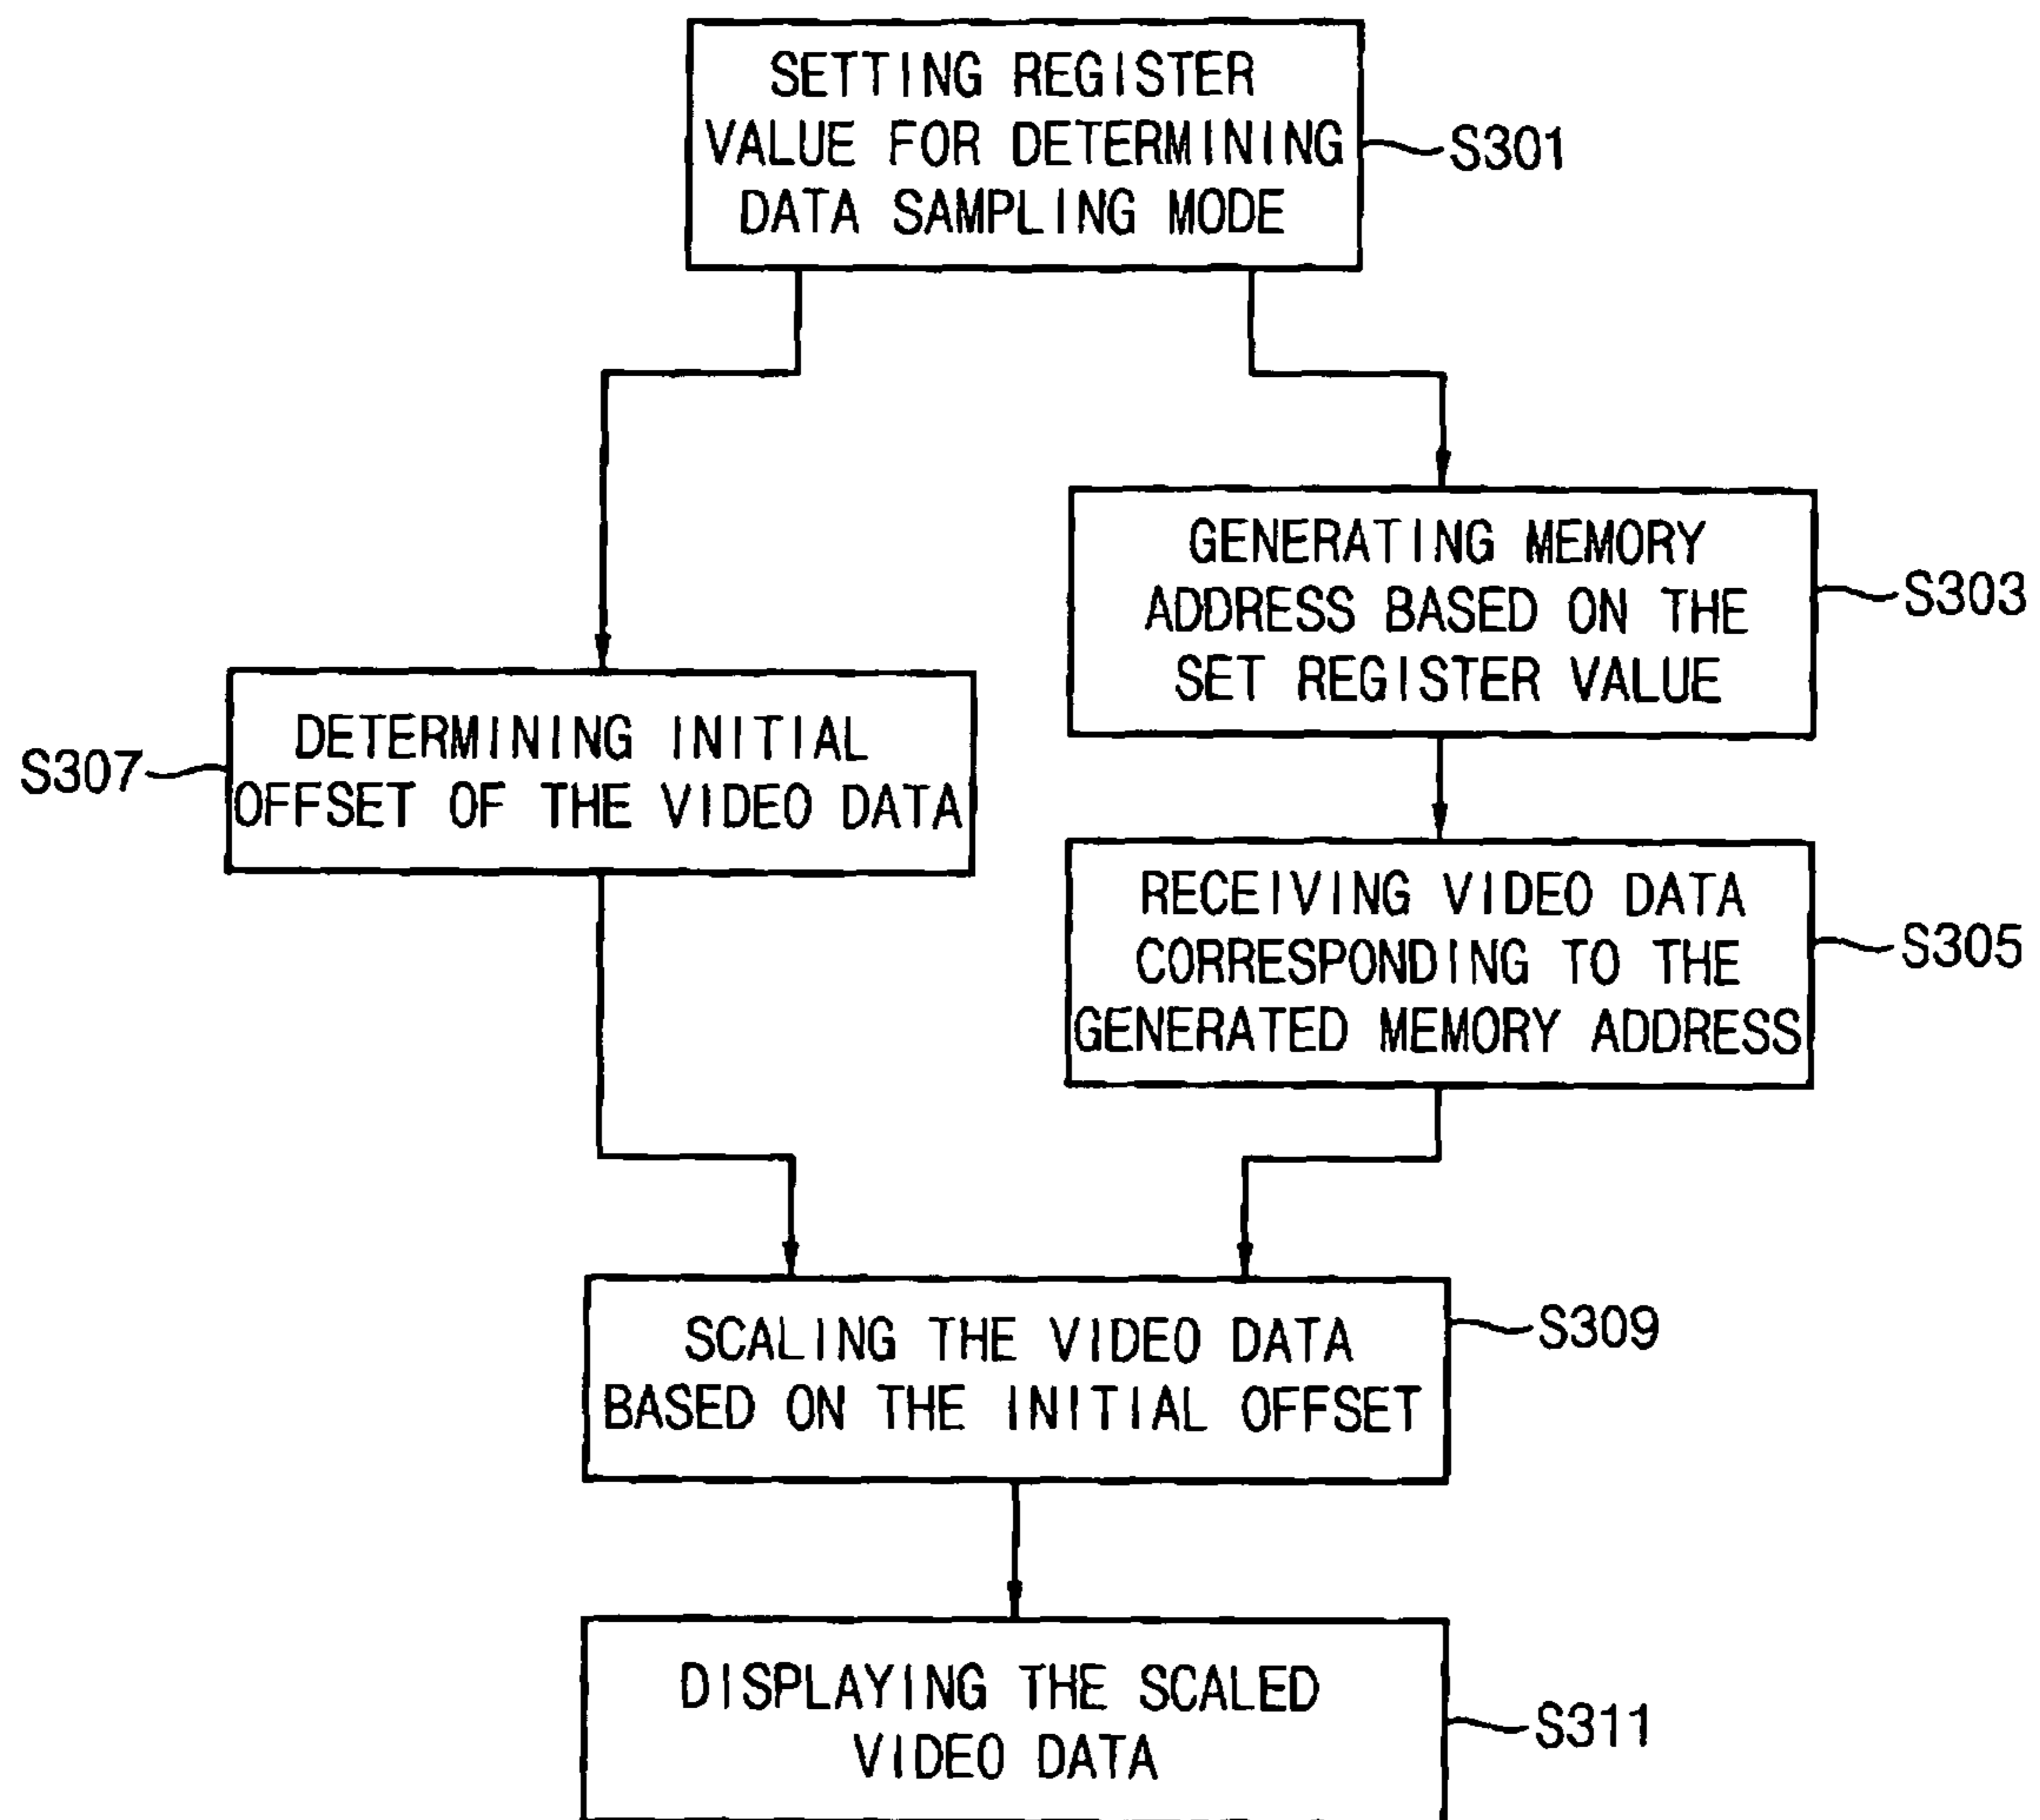 SETTING REGISTER
VALUE FOR DETERMINING
DATA SAMPLING MODE
S301
GENERATING MEMORY
ADDRESS BASED ON THE
SET REGISTER VALUE
S303
DETERMINING INITIAL
OFFSET OF THE VIDEO DATA
S307
RECEIVING VIDEO DATA
CORRESPONDING TO THE
GENERATED MEMORY ADDRESS
S305
SCALING THE VIDEO DATA
BASED ON THE INITIAL OFFSET
S309
DISPLAYING THE SCALED
VIDEO DATA
S311